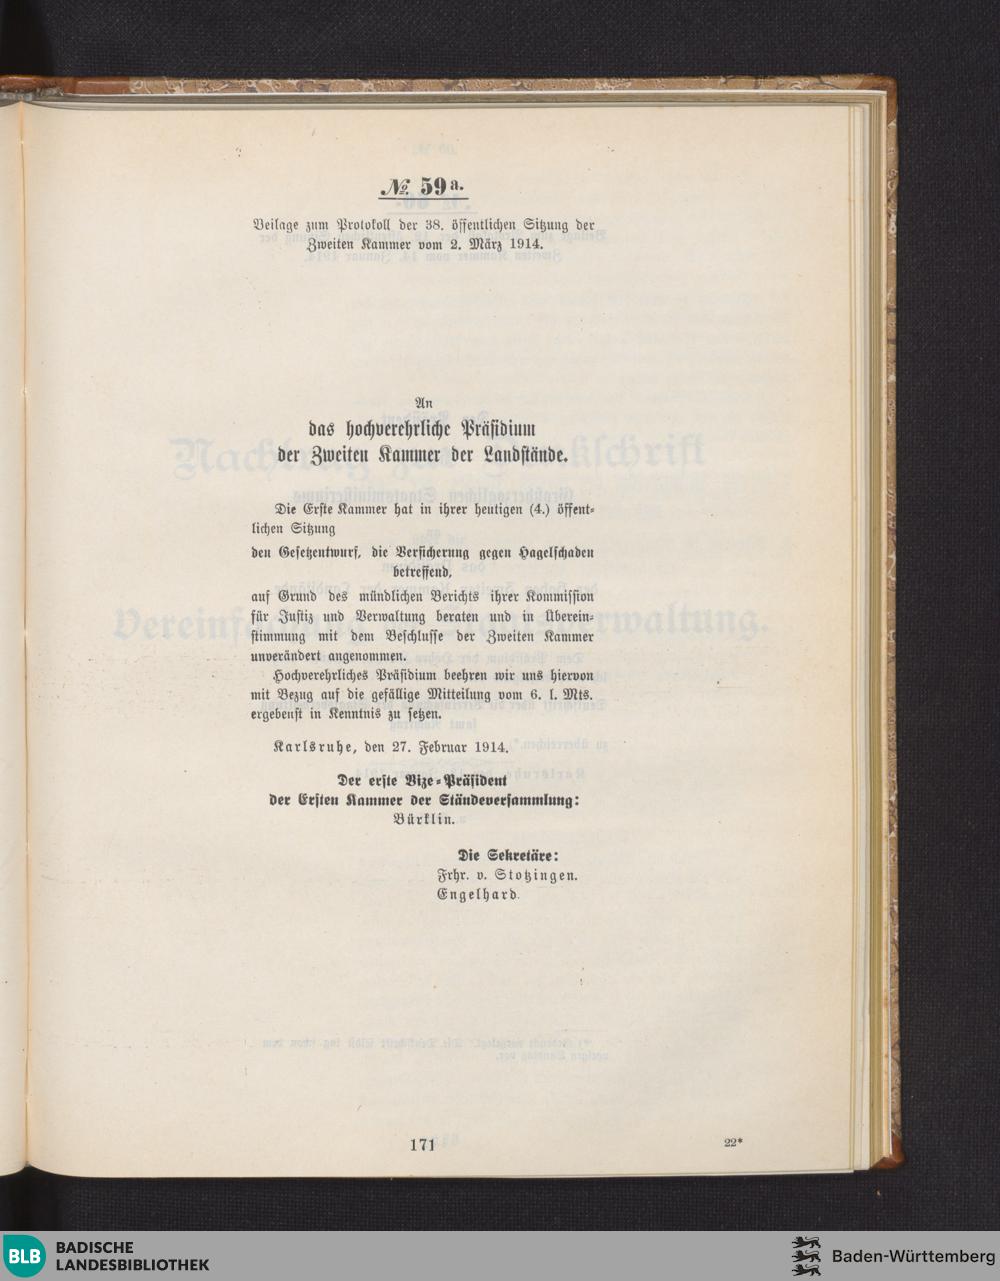 № 59a.
Beilage zum Protokoll der 38. öffentlichen Sitzung der
Zweiten Kammer vom 2. März 1914.
An
das hochverehrliche Präsidium
der Zweiten Kammer der Landstände.
Die Erste Kammer hat in ihrer heutigen (4.) öffent-
lichen Sitzung
den Gesetzentwurf, die Versicherung gegen Hagelschaden
betreffend,
auf Grund des mündlichen Berichts ihrer Kommission
für Justiz und Verwaltung beraten und in Überein-
stimmung mit dem Beschlusse der Zweiten Kammer
unverändert angenommen.
Hochverehrliches Präsidium beehren wir uns hiervon
mit Bezug auf die gefällige Mitteilung vom 6. l. Mts.
ergebenst in Kenntnis zu setzen.
Karlsruhe, den 27. Februar 1914.
Der erste Vize-Präsident
der Ersten Kammer der Ständeversammlung:
Bürklin.
Die Sekretäre:
Frhr. v. Stotzingen.
Engelhard.
171
22*
BLB BADISCHE
LANDESBIBLIOTHEK
Baden-Württemberg